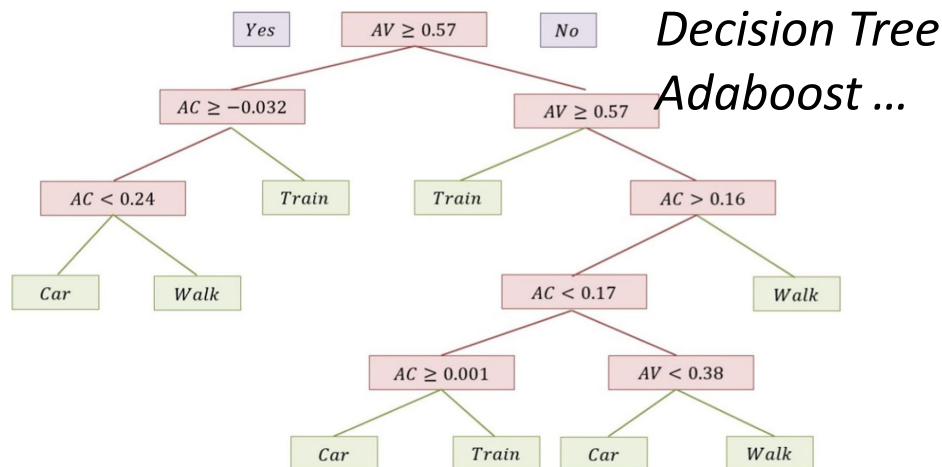 Yes
AV ≥ 0.57
No
Decision Tree
Adaboost ...
AC ≥ −0.032
AV ≥ 0.57
AC < 0.24
Train
Train
AC > 0.16
Car
Walk
AC < 0.17
Walk
AC ≥ 0.001
AV < 0.38
Car
Train
Car
Walk